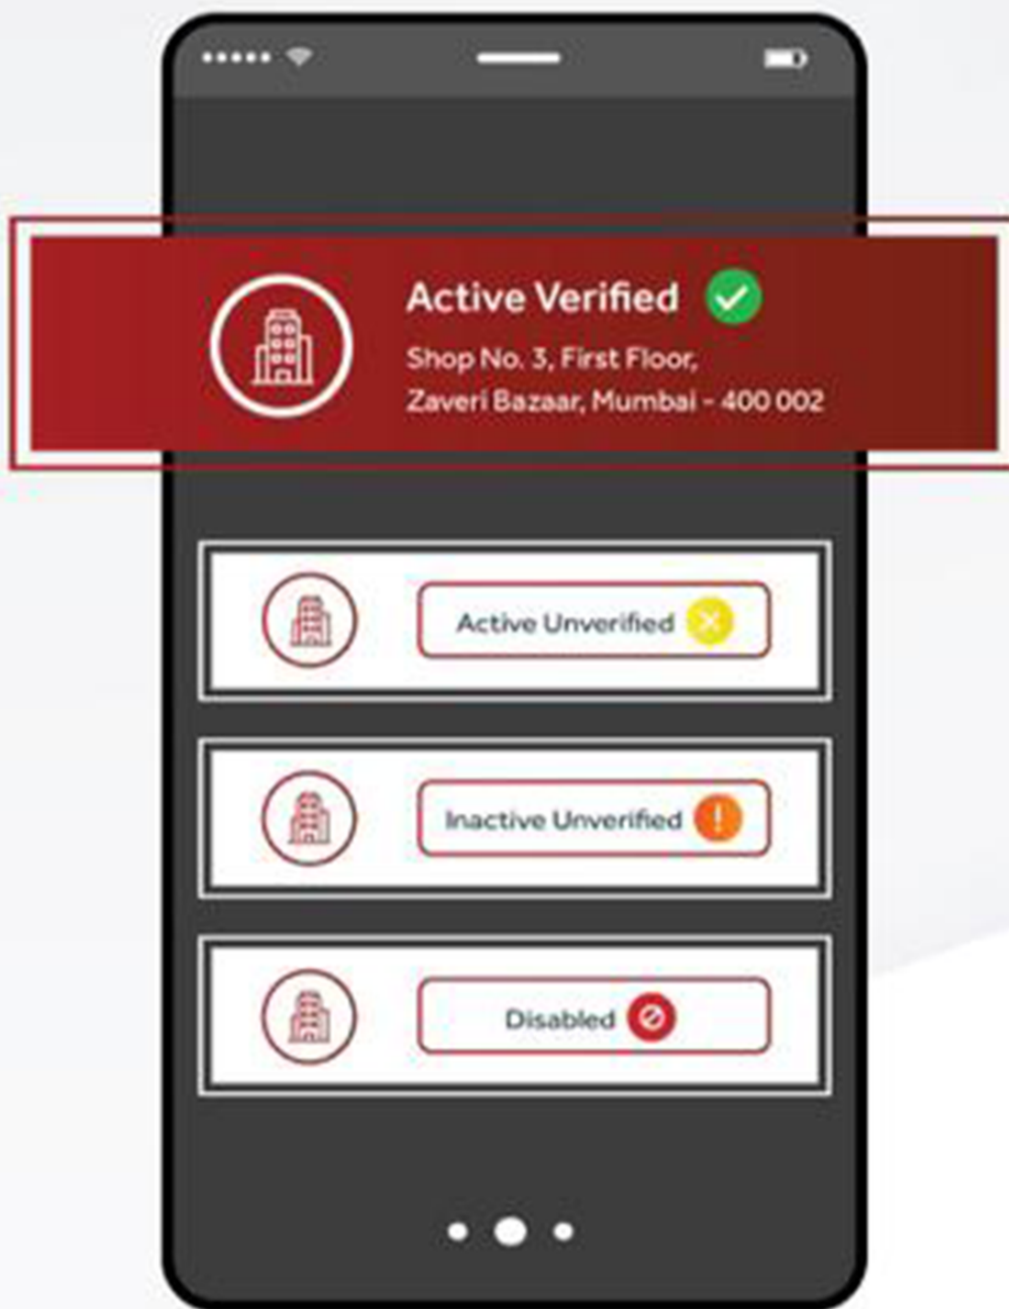 Active Verified
Shop No. 3, First Floor,
Zaveri Bazaar, Mumbai - 400 002
Active Unverified
Inactive Unverified
Disabled